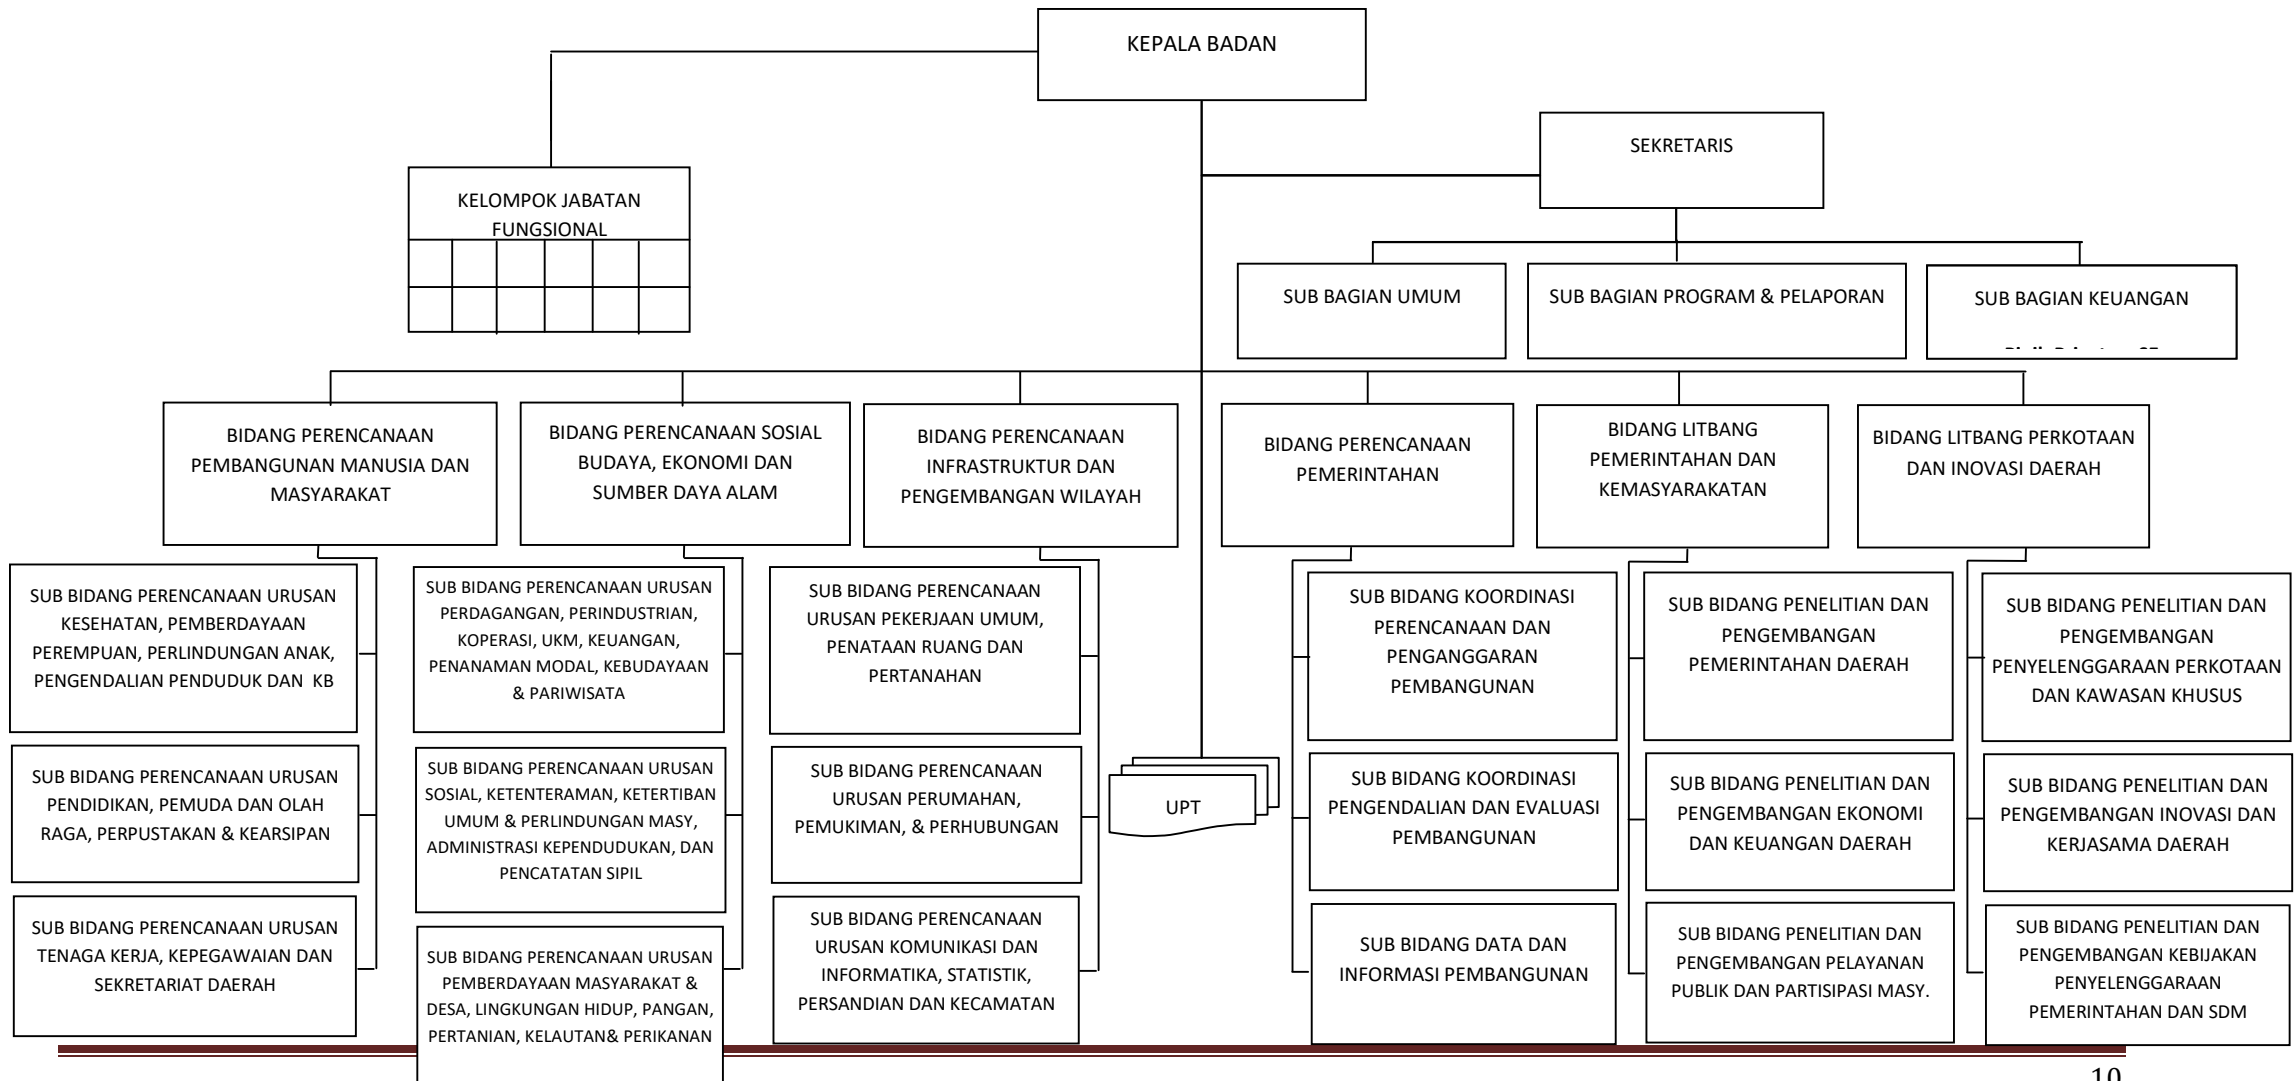 KEPALA BADAN
SEKRETARIS
KELOMPOK JABATAN
FUNGSIONAL
SUB BAGIAN UMUM
SUB BAGIAN PROGRAM & PELAPORAN
SUB BAGIAN KEUANGAN
BIDANG PERENCANAAN
PEMBANGUNAN MANUSIA DAN
MASYARAKAT
BIDANG PERENCANAAN SOSIAL
BUDAYA, EKONOMI DAN
SUMBER DAYA ALAM
BIDANG PERENCANAAN
INFRASTRUKTUR DAN
PENGEMBANGAN WILAYAH
BIDANG PERENCANAAN
PEMERINTAHAN
BIDANG LITBANG
PEMERINTAHAN DAN
KEMASYARAKATAN
BIDANG LITBANG PERKOTAAN
DAN INOVASI DAERAH
SUB BIDANG PERENCANAAN URUSAN
KESEHATAN, PEMBERDAYAAN
PEREMPUAN, PERLINDUNGAN ANAK,
PENGENDALIAN PENDUDUK DAN KB
SUB BIDANG PERENCANAAN URUSAN
PERDAGANGAN, PERINDUSTRIAN,
KOPERASI, UKM, KEUANGAN,
PENANAMAN MODAL, KEBUDAYAAN
& PARIWISATA
SUB BIDANG PERENCANAAN
URUSAN PEKERJAAN UMUM,
PENATAAN RUANG DAN
PERTANAHAN
SUB BIDANG KOORDINASI
PERENCANAAN DAN
PENGANGGARAN
PEMBANGUNAN
SUB BIDANG PENELITIAN DAN
PENGEMBANGAN
PEMERINTAHAN DAERAH
SUB BIDANG PENELITIAN DAN
PENGEMBANGAN
PENYELENGGARAAN PERKOTAAN
DAN KAWASAN KHUSUS
SUB BIDANG PERENCANAAN URUSAN
PENDIDIKAN, PEMUDA DAN OLAH
RAGA, PERPUSTAKAN & KEARSIPAN
SUB BIDANG PERENCANAAN URUSAN
SOSIAL, KETENTERAMAN, KETERTIBAN
UMUM & PERLINDUNGAN MASY,
ADMINISTRASI KEPENDUDUKAN, DAN
PENCATATAN SIPIL
SUB BIDANG PERENCANAAN
URUSAN PERUMAHAN,
PEMUKIMAN, & PERHUBUNGAN
UPT
SUB BIDANG KOORDINASI
PENGENDALIAN DAN EVALUASI
PEMBANGUNAN
SUB BIDANG PENELITIAN DAN
PENGEMBANGAN EKONOMI
DAN KEUANGAN DAERAH
SUB BIDANG PENELITIAN DAN
PENGEMBANGAN INOVASI DAN
KERJASAMA DAERAH
SUB BIDANG PERENCANAAN URUSAN
TENAGA KERJA, KEPEGAWAIAN DAN
SEKRETARIAT DAERAH
SUB BIDANG PERENCANAAN URUSAN
PEMBERDAYAAN MASYARAKAT &
DESA, LINGKUNGAN HIDUP, PANGAN,
PERTANIAN, KELAUTAN& PERIKANAN
SUB BIDANG PERENCANAAN
URUSAN KOMUNIKASI DAN
INFORMATIKA, STATISTIK,
PERSANDIAN DAN KECAMATAN
SUB BIDANG DATA DAN
INFORMASI PEMBANGUNAN
SUB BIDANG PENELITIAN DAN
PENGEMBANGAN PELAYANAN
PUBLIK DAN PARTISIPASI MASY.
SUB BIDANG PENELITIAN DAN
PENGEMBANGAN KEBIJAKAN
PENYELENGGARAAN
PEMERINTAHAN DAN SDM
10